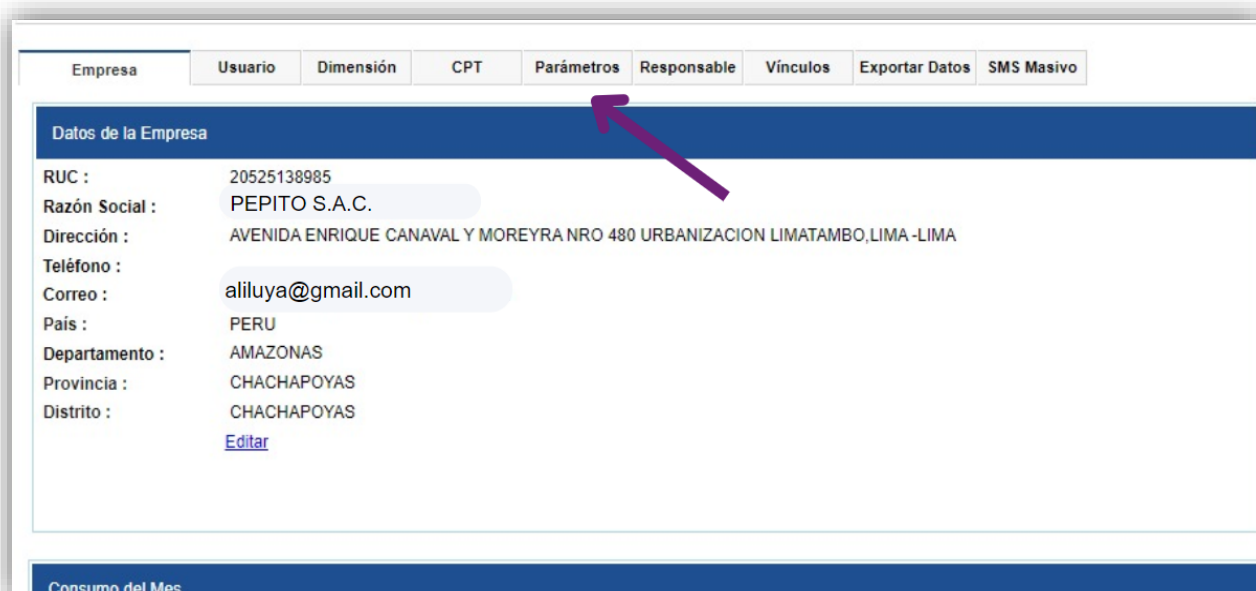 Empresa Usuario Dimensión CPT Parámetros Responsable Vínculos Exportar Datos SMS Masivo
Datos de la Empresa
RUC : 20525138985
Razón Social : PEPITO S.A.C.
Dirección : AVENIDA ENRIQUE CANAVAL Y MOREYRA NRO 480 URBANIZACION LIMATAMBO,LIMA -LIMA
Teléfono :
Correo : aliluya@gmail.com
País : PERU
Departamento : AMAZONAS
Provincia : CHACHAPOYAS
Distrito : CHACHAPOYAS
Editar
Consumo del Mes